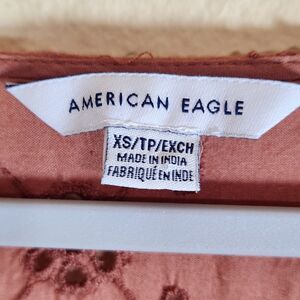 AMERICAN EAGLE
XS/TP/EXCH
MADE IN INDIA
FABRIQUÉ EN INDE